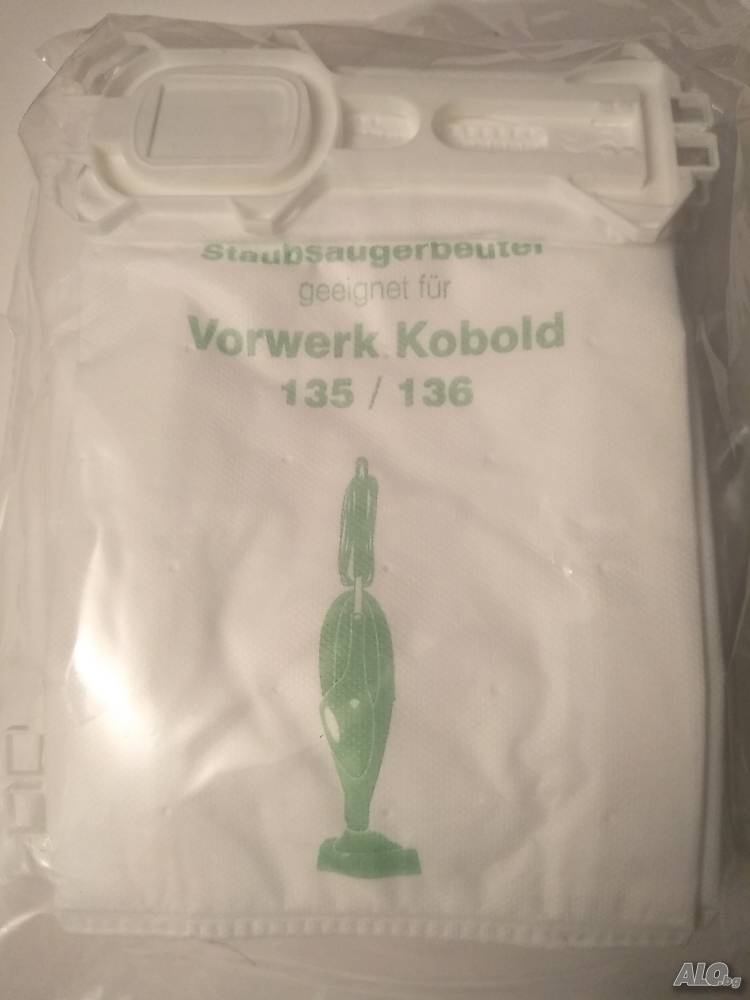 Staubsaugerbeutel
geeignet für
Vorwerk Kobold
135 / 136
ALO.bg